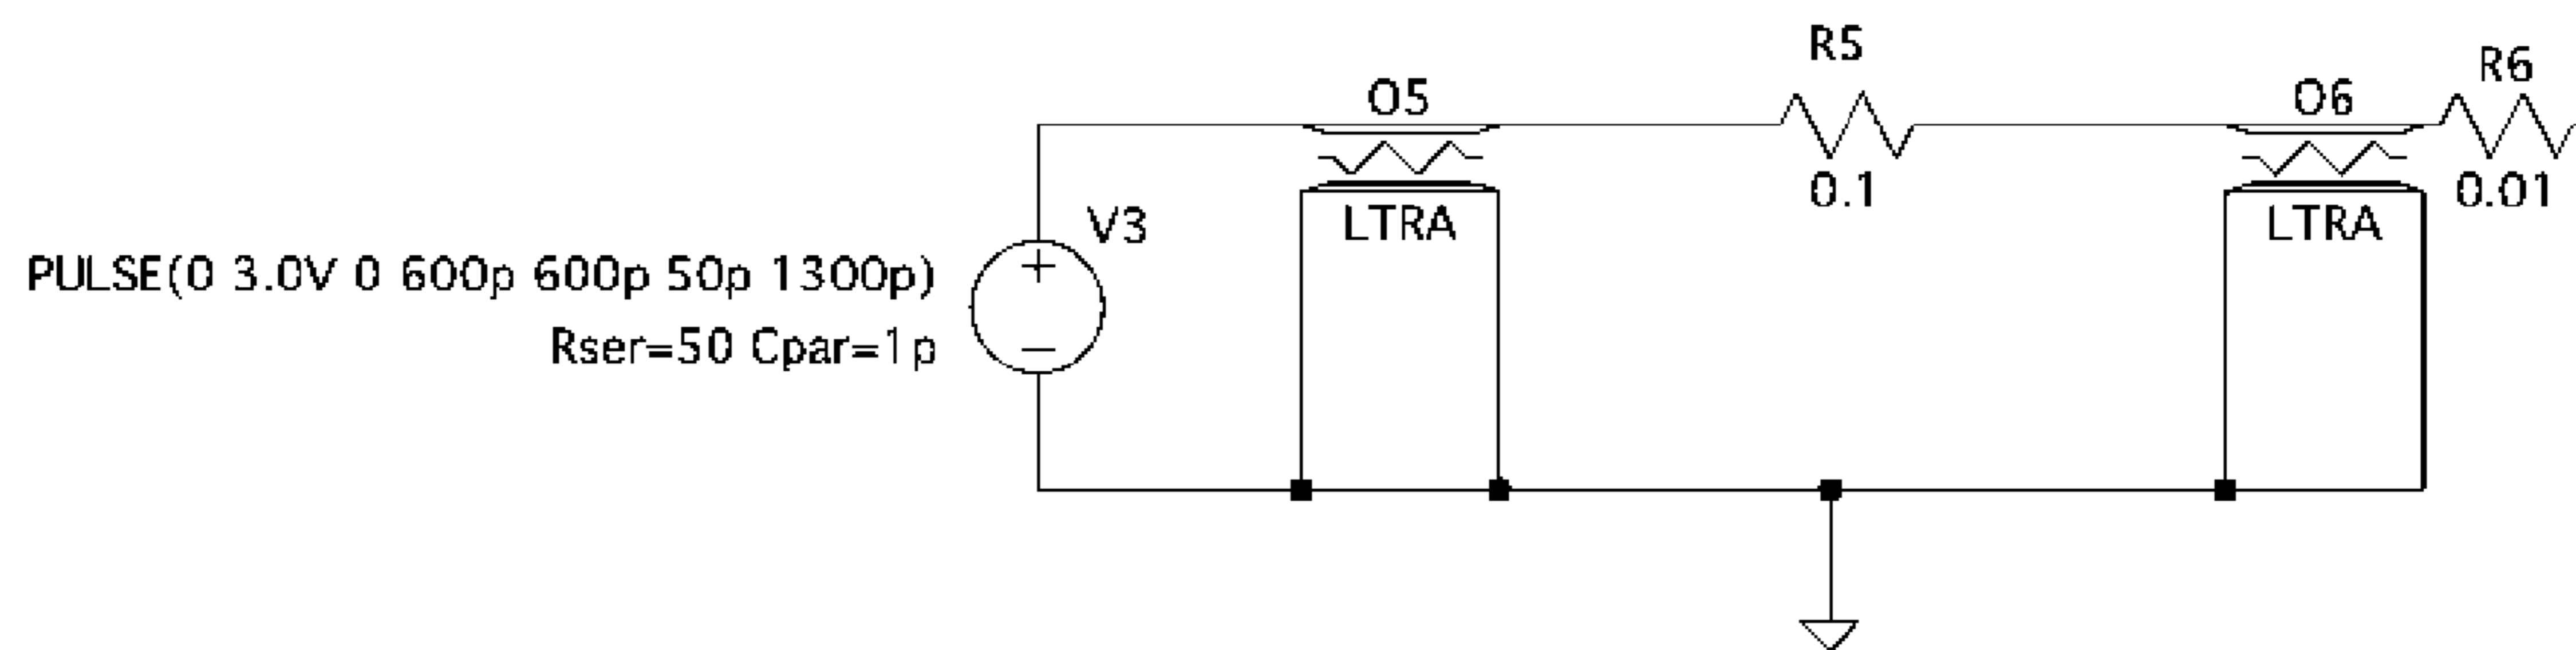 R5
R6
O5
O6
0.1
0.01
LTRA
LTRA
V3
PULSE(0 3.0V 0 600p 600p 50p 1300p)
Rser=50 Cpar=1p